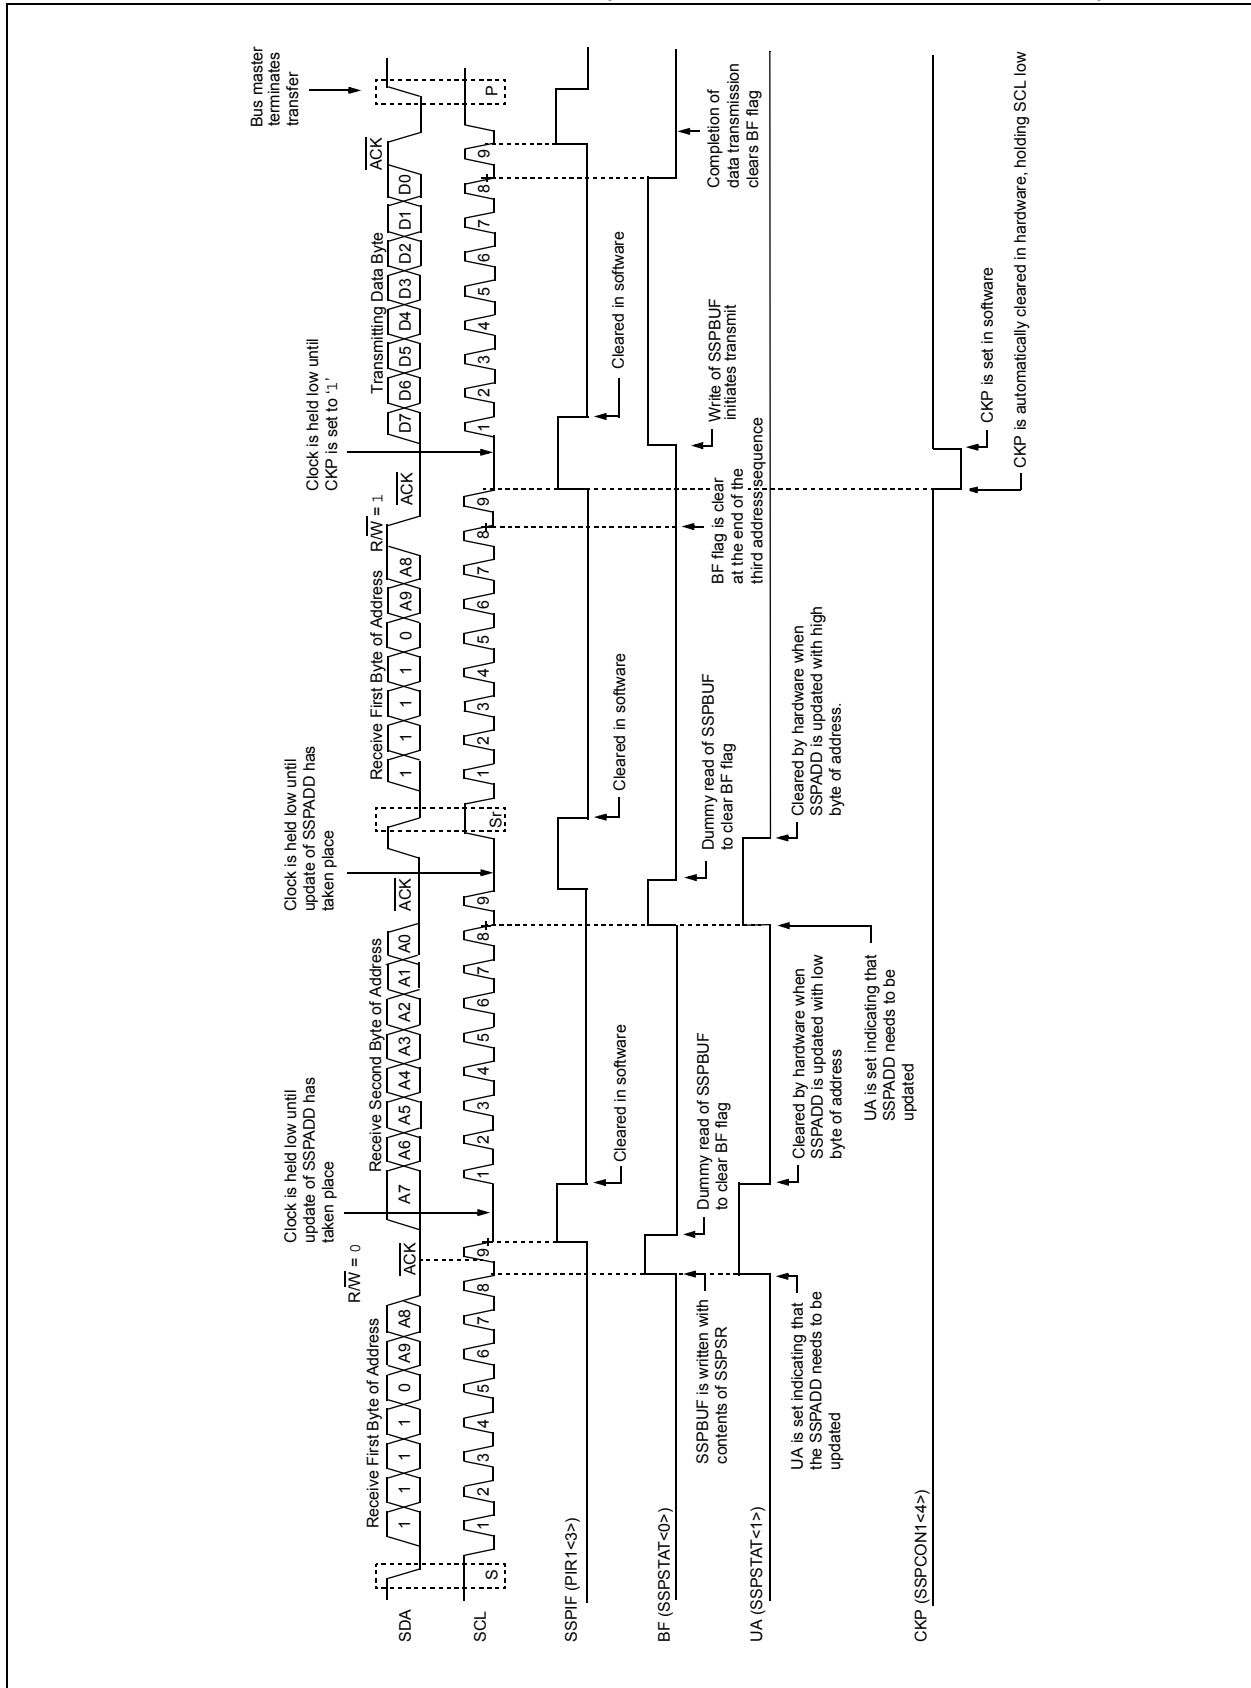 Bus master
terminates
transfer
Clock is held low until
CKP is set to ‘1’
Clock is held low until
update of SSPADD has
taken place
Clock is held low until
update of SSPADD has
taken place
Receive First Byte of Address
R/W = 0
ACK
Receive Second Byte of Address
ACK
Receive First Byte of Address
R/W = 1
ACK
Transmitting Data Byte
ACK
SDA
1 1 1 1 0 A9 A8
A7 A6 A5 A4 A3 A2 A1 A0
1 1 1 1 0 A9 A8
D7 D6 D5 D4 D3 D2 D1 D0
SCL
S
1 2 3 4 5 6 7 8 9
1 2 3 4 5 6 7 8 9
Sr
1 2 3 4 5 6 7 8 9
1 2 3 4 5 6 7 8 9
P
SSPIF (PIR1<3>)
Cleared in software
Cleared in software
Cleared in software
BF (SSPSTAT<0>)
SSPBUF is written with
contents of SSPSR
Dummy read of SSPBUF
to clear BF flag
Dummy read of SSPBUF
to clear BF flag
BF flag is clear
at the end of the
third address sequence
Write of SSPBUF
initiates transmit
Completion of
data transmission
clears BF flag
UA (SSPSTAT<1>)
UA is set indicating that
the SSPADD needs to be
updated
Cleared by hardware when
SSPADD is updated with low
byte of address
UA is set indicating that
SSPADD needs to be
updated
Cleared by hardware when
SSPADD is updated with high
byte of address.
CKP (SSPCON1<4>)
CKP is set in software
CKP is automatically cleared in hardware, holding SCL low